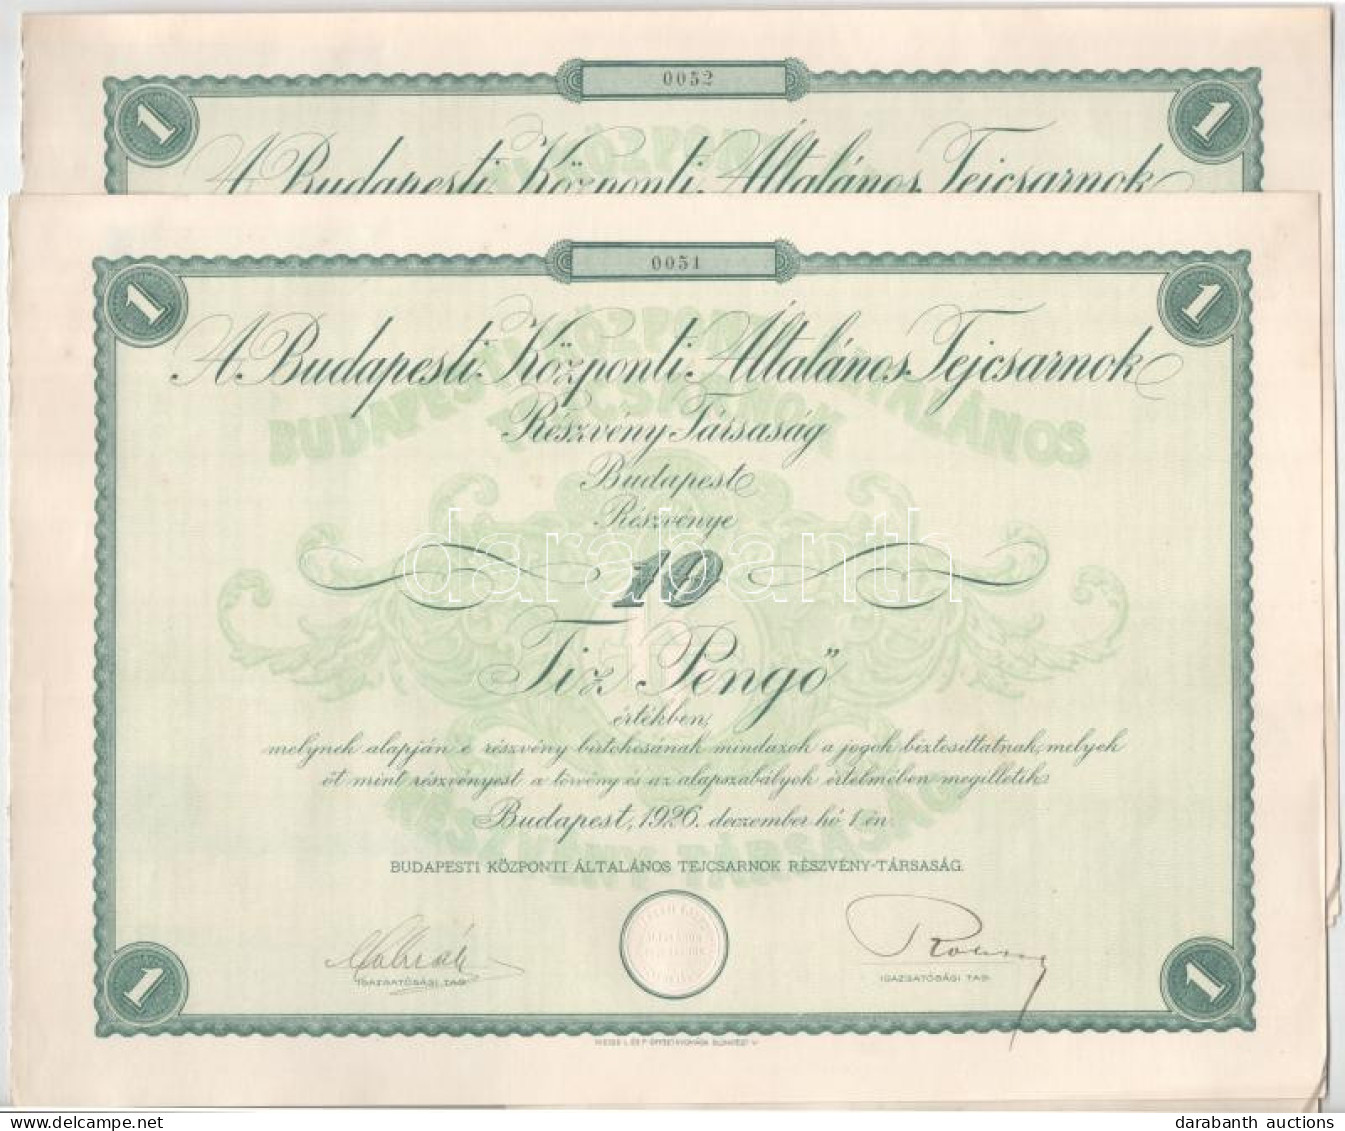 0052
1
1
A Budapesti Központi Általános Tejcsarnok
0051
1
1
A Budapesti Központi Általános Tejcsarnok
Részvény Társaság
Budapest
Részvénye
10
Tiz Pengő
értékben,
melynek alapján e részvény birtokosának mindazok a jogok biztosíttatnak, melyek
őt mint részvényest a törvény és az alapszabályok értelmében megilletik.
Budapest, 1926. deczember hó 1-én.
BUDAPESTI KÖZPONTI ÁLTALÁNOS TEJCSARNOK RÉSZVÉNY-TÁRSASÁG.
IGAZGATÓSÁGI TAG.
IGAZGATÓSÁGI TAG.
1
1
darabanth
darabanth auctions